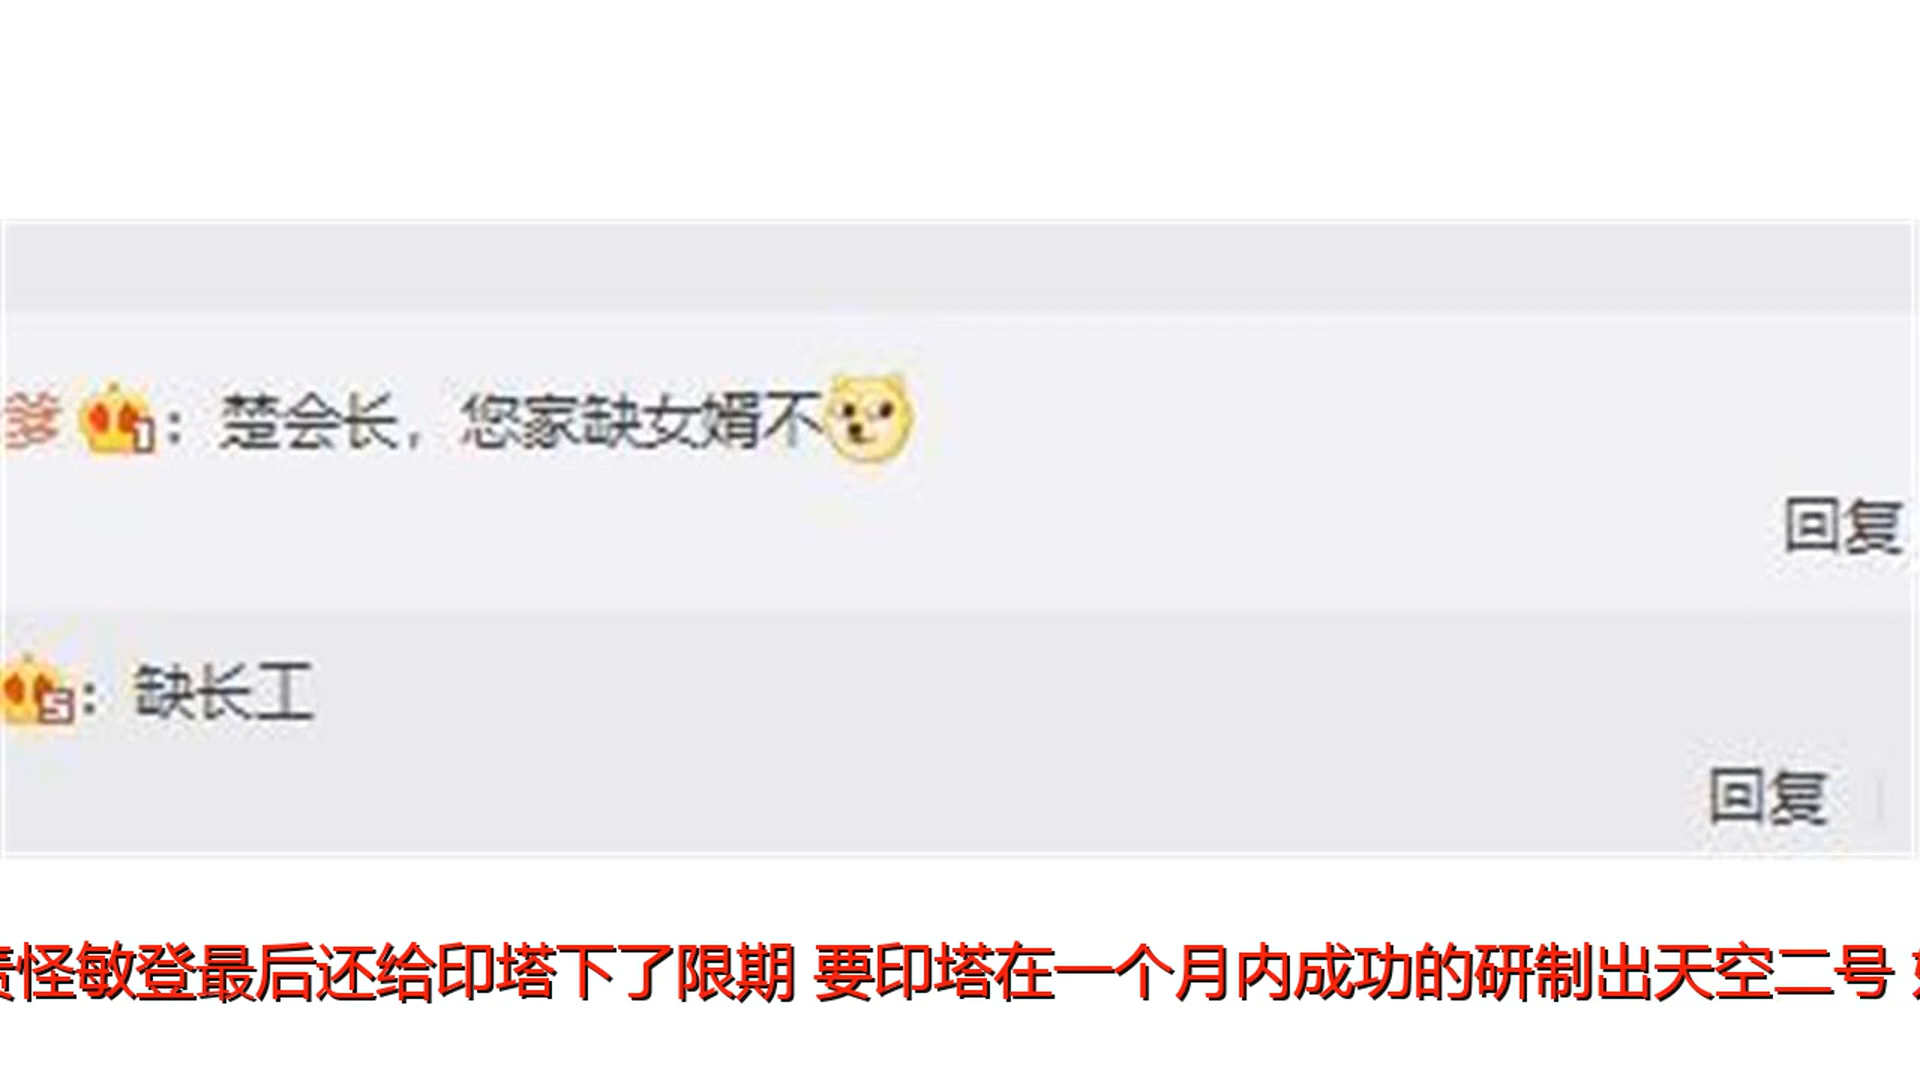 ：楚会长，您家缺女婿不
回复
：缺长工
回复
责怪敏登最后还给印塔下了限期 要印塔在一个月内成功的研制出天空二号